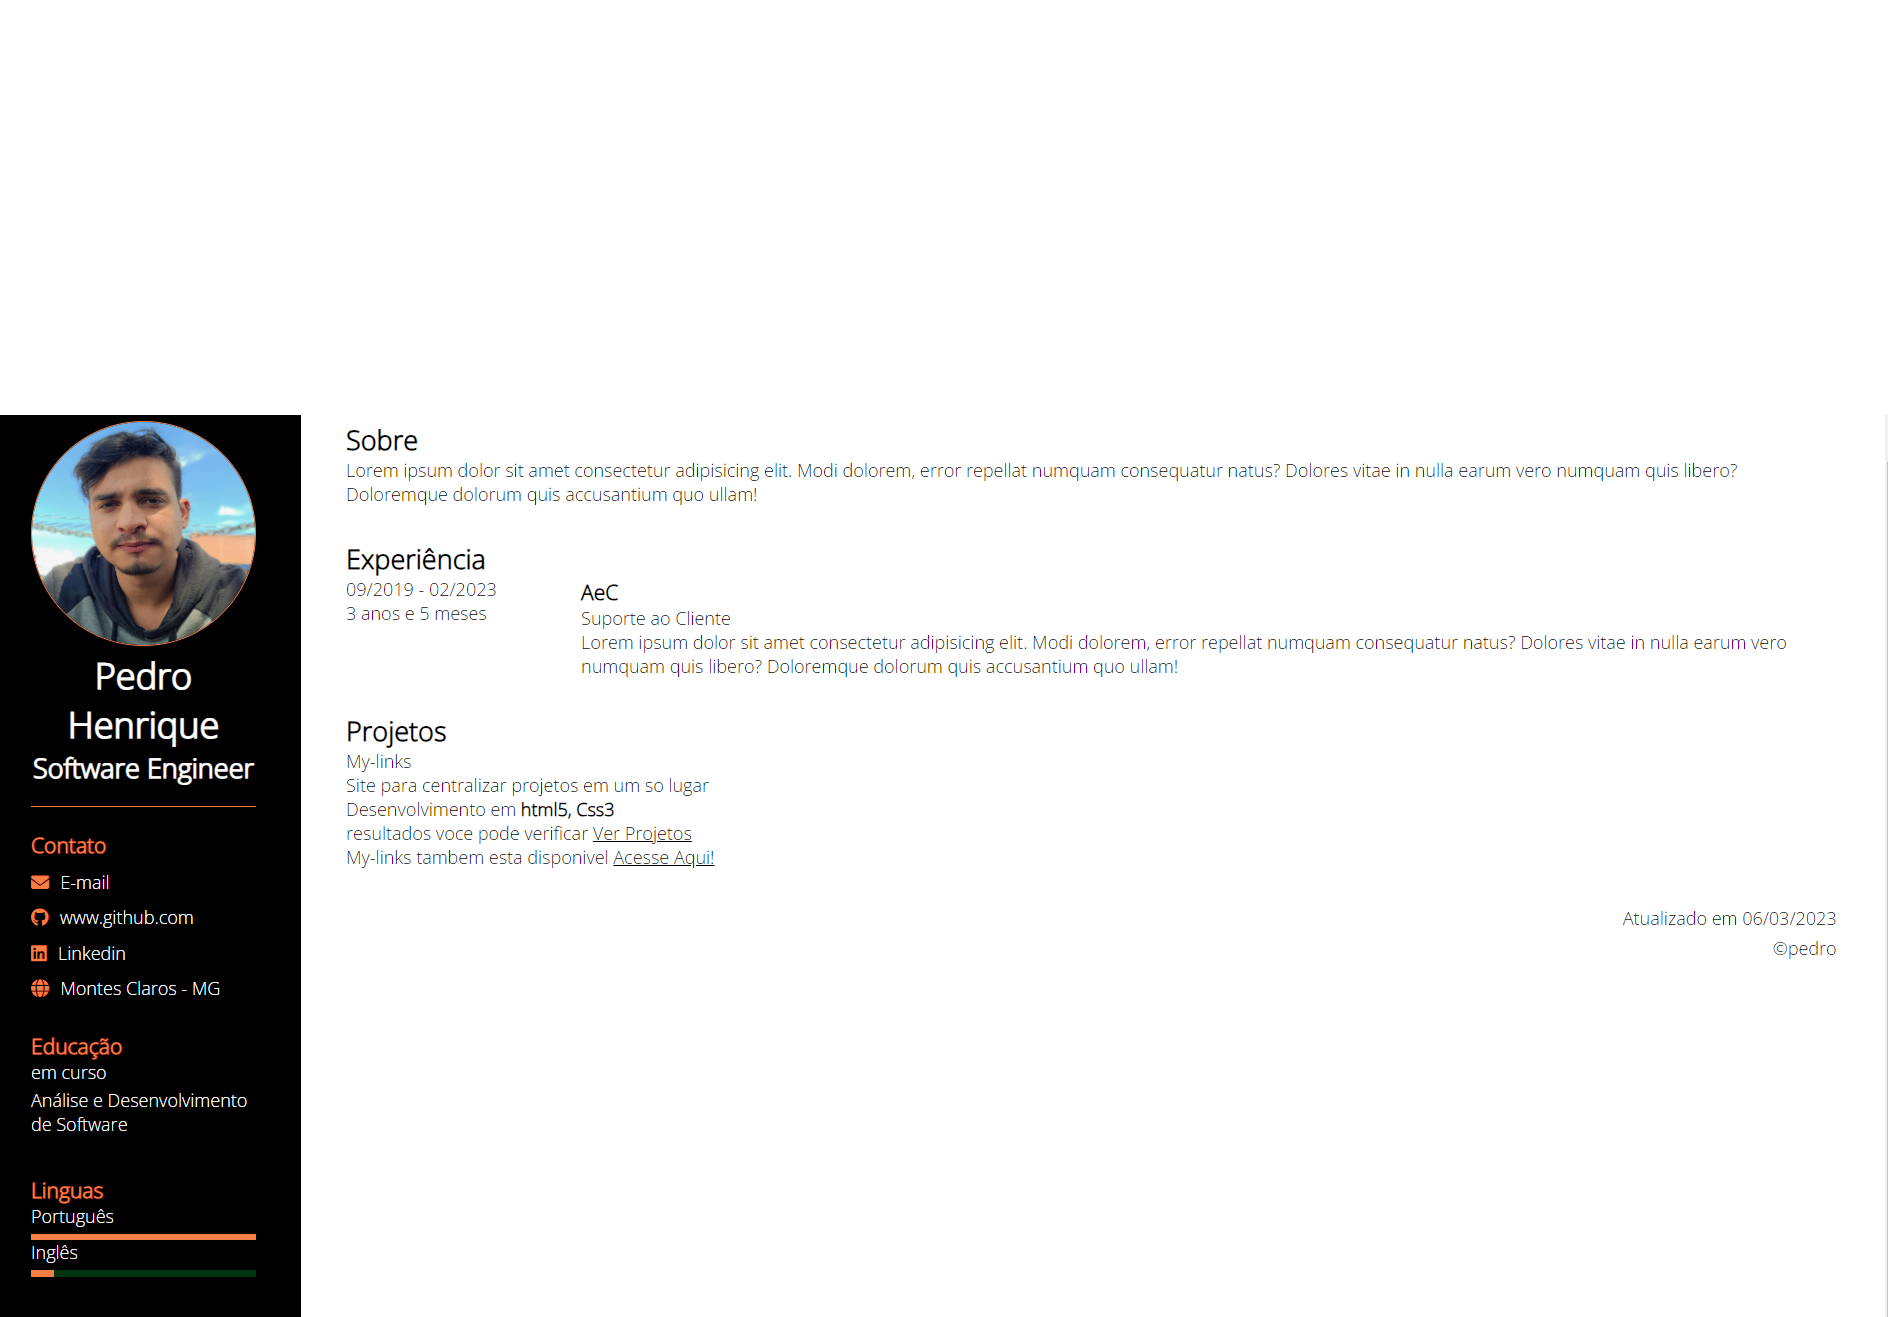 Pedro
Henrique
Software Engineer
Contato
E-mail
www.github.com
Linkedin
Montes Claros - MG
Educação
em curso
Análise e Desenvolvimento
de Software
Linguas
Português
Inglês
Sobre
Lorem ipsum dolor sit amet consectetur adipisicing elit. Modi dolorem, error repellat numquam consequatur natus? Dolores vitae in nulla earum vero numquam quis libero?
Doloremque dolorum quis accusantium quo ullam!
Experiência
09/2019 - 02/2023
3 anos e 5 meses
AeC
Suporte ao Cliente
Lorem ipsum dolor sit amet consectetur adipisicing elit. Modi dolorem, error repellat numquam consequatur natus? Dolores vitae in nulla earum vero
numquam quis libero? Doloremque dolorum quis accusantium quo ullam!
Projetos
My-links
Site para centralizar projetos em um so lugar
Desenvolvimento em html5, Css3
resultados voce pode verificar Ver Projetos
My-links tambem esta disponivel Acesse Aqui!
Atualizado em 06/03/2023
©pedro